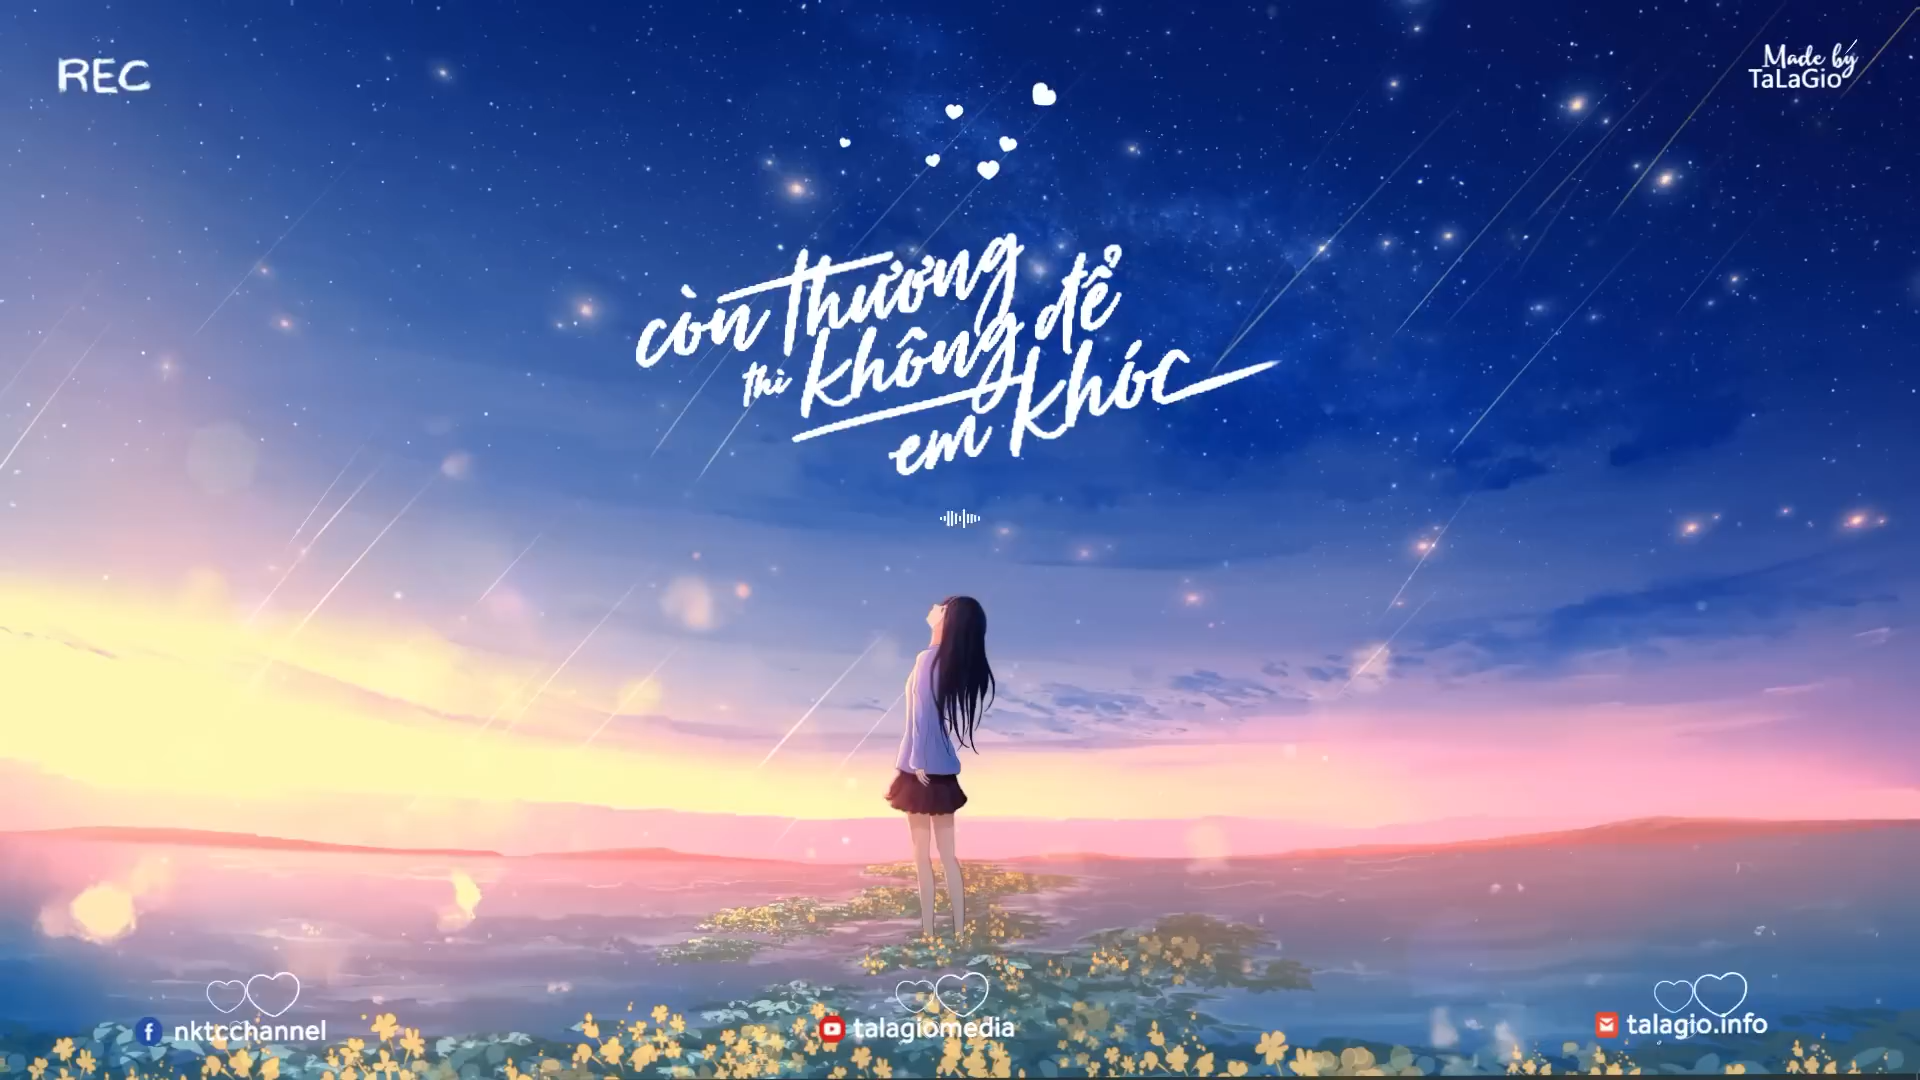 REC
Made by
TaLaGio
còn thương
thì không để
em khóc
nktcchannel
talagiomedia
talagio.info